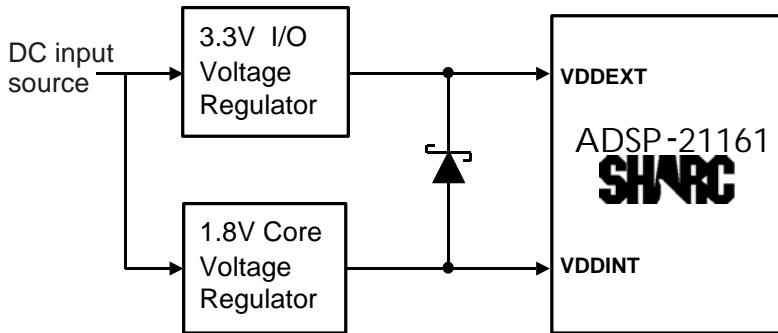 DC input
source
3.3V I/O
Voltage
Regulator
VDDEXT
ADSP-21161
SHARC
1.8V Core
Voltage
Regulator
VDDINT